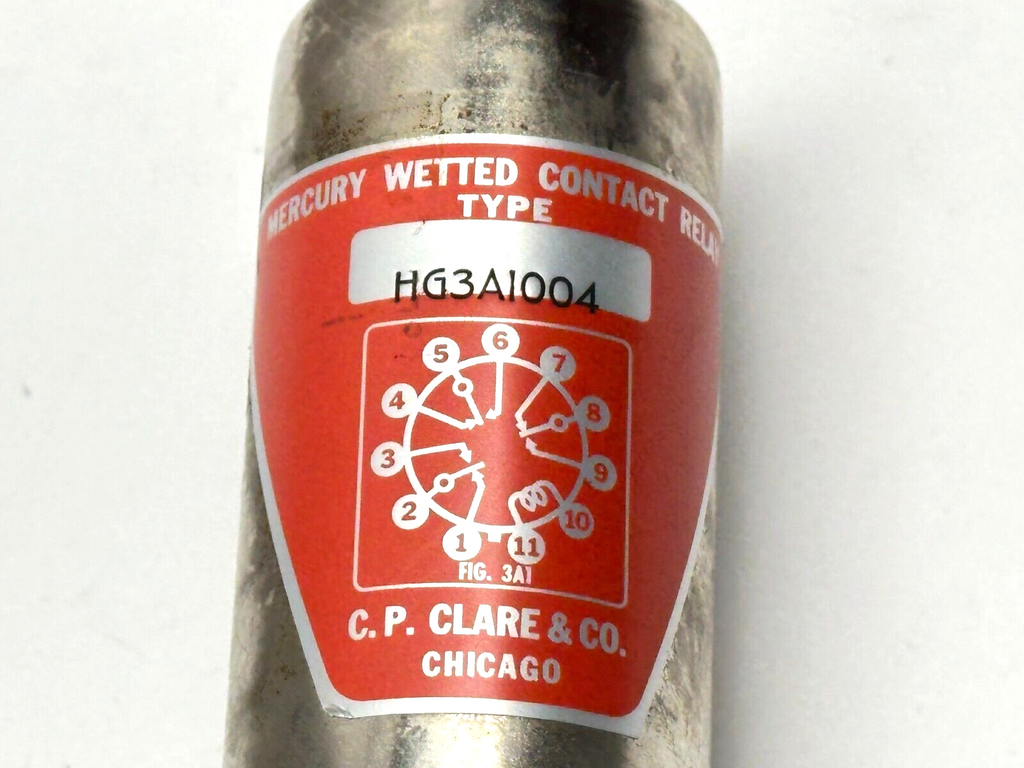 MERCURY WETTED CONTACT RELAY
TYPE
HG3A1004
6
5
7
4
8
3
9
2
10
1
11
FIG. 3A1
C. P. CLARE & CO.
CHICAGO